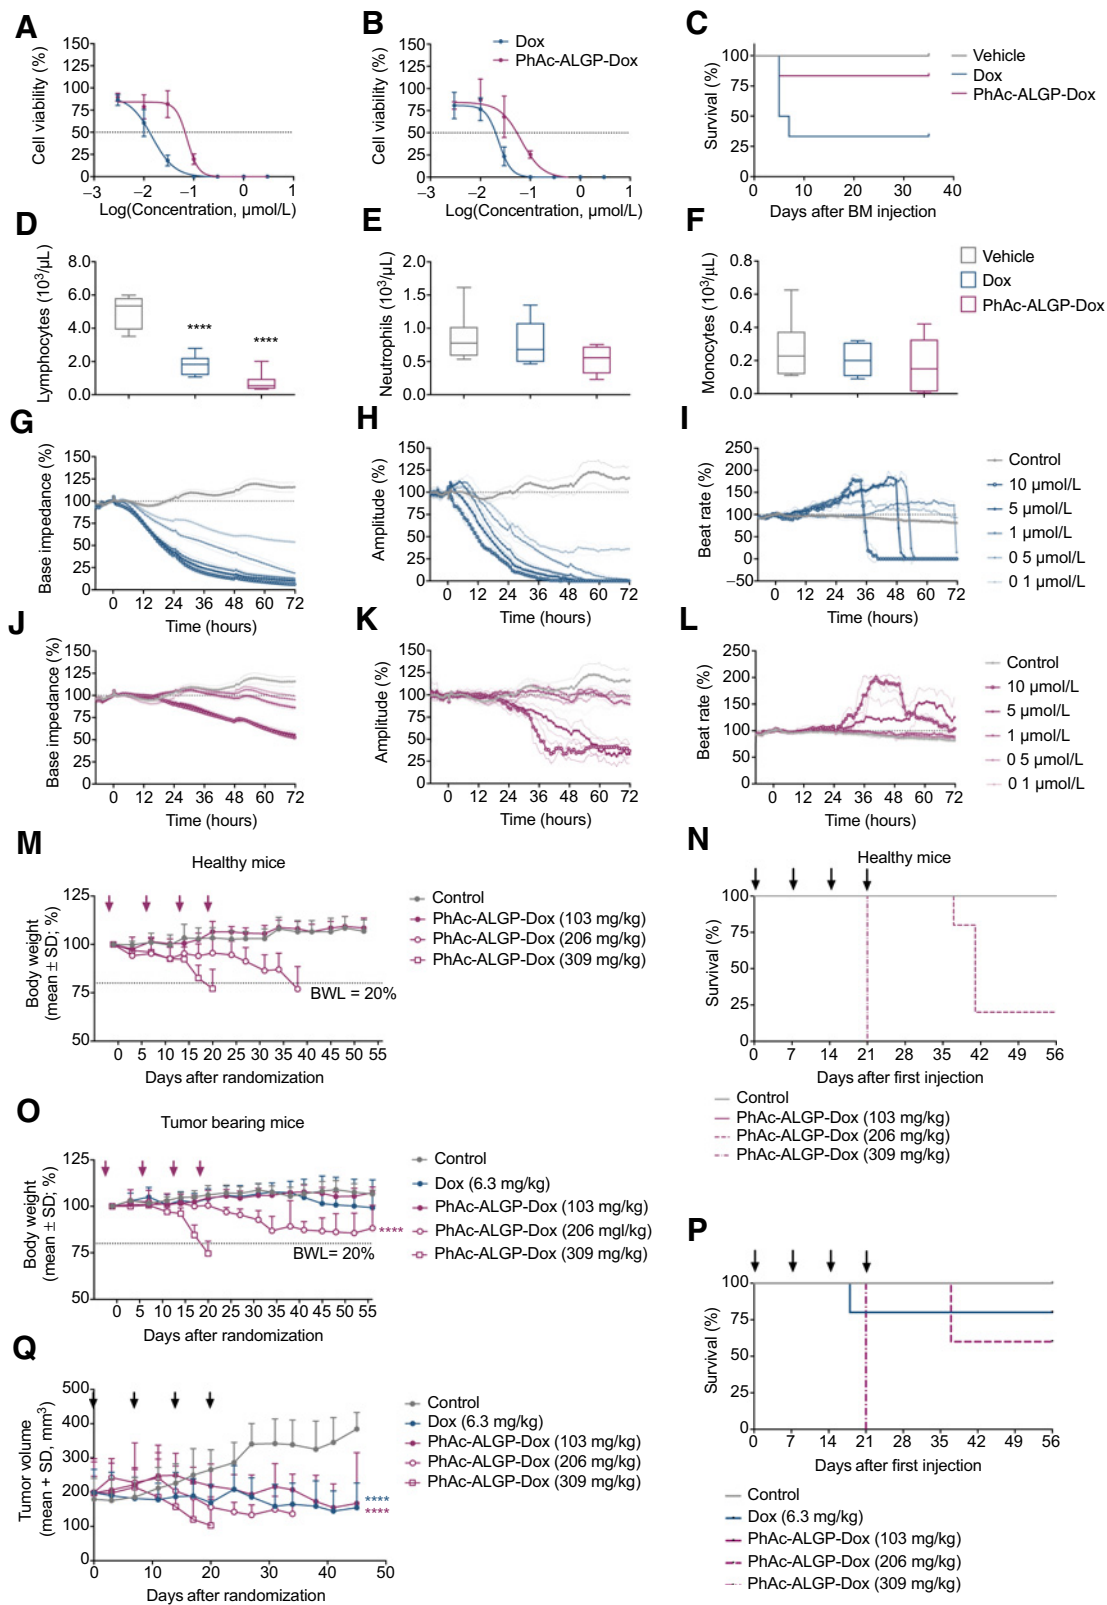 A
Cell viability (%)
150
125
100
75
50
25
0
−3 −2 −1 0 1
Log(Concentration, µmol/L)
B
Dox
PhAc-ALGP-Dox
Cell viability (%)
150
125
100
75
50
25
0
−3 −2 −1 0 1
Log(Concentration, µmol/L)
C
Survival (%)
100
75
50
25
0
0 10 20 30 40
Days after BM injection
Vehicle
Dox
PhAc-ALGP-Dox
D
Lymphocytes (10³/µL)
8.0
6.0
4.0
2.0
0.0
****
****
E
Neutrophils (10³/µL)
2.0
1.5
1.0
0.5
0.0
F
Monocytes (10³/µL)
0.8
0.6
0.4
0.2
0.0
Vehicle
Dox
PhAc-ALGP-Dox
G
Base impedance (%)
150
125
100
75
50
25
0
0 12 24 36 48 60 72
Time (hours)
H
Amplitude (%)
150
125
100
75
50
25
0
0 12 24 36 48 60 72
Time (hours)
I
Beat rate (%)
250
200
150
100
50
0
−50
0 12 24 36 48 60 72
Time (hours)
Control
10 µmol/L
5 µmol/L
1 µmol/L
0 5 µmol/L
0 1 µmol/L
J
Base impedance (%)
150
125
100
75
50
25
0
0 12 24 36 48 60 72
Time (hours)
K
Amplitude (%)
150
125
100
75
50
25
0
0 12 24 36 48 60 72
Time (hours)
L
Beat rate (%)
250
200
150
100
50
0
0 12 24 36 48 60 72
Time (hours)
Control
10 µmol/L
5 µmol/L
1 µmol/L
0 5 µmol/L
0 1 µmol/L
M
Healthy mice
Body weight
(mean ± SD; %)
125
100
75
50
BWL = 20%
0 5 10 15 20 25 30 35 40 45 50 55
Days after randomization
Control
PhAc-ALGP-Dox (103 mg/kg)
PhAc-ALGP-Dox (206 mg/kg)
PhAc-ALGP-Dox (309 mg/kg)
N
Healthy mice
Survival (%)
100
75
50
25
0
0 7 14 21 28 35 42 49 56
Days after first injection
Control
PhAc-ALGP-Dox (103 mg/kg)
PhAc-ALGP-Dox (206 mg/kg)
PhAc-ALGP-Dox (309 mg/kg)
O
Tumor bearing mice
Body weight
(mean ± SD; %)
125
100
75
50
****
BWL= 20%
0 5 10 15 20 25 30 35 40 45 50 55
Days after randomization
Control
Dox (6.3 mg/kg)
PhAc-ALGP-Dox (103 mg/kg)
PhAc-ALGP-Dox (206 mgl/kg)
PhAc-ALGP-Dox (309 mg/kg)
P
Survival (%)
100
75
50
25
0
0 7 14 21 28 35 42 49 56
Days after first injection
Control
Dox (6.3 mg/kg)
PhAc-ALGP-Dox (103 mg/kg)
PhAc-ALGP-Dox (206 mg/kg)
PhAc-ALGP-Dox (309 mg/kg)
Q
Tumor volume
(mean + SD, mm³)
500
400
300
200
100
0
****
****
0 10 20 30 40 50
Days after randomization
Control
Dox (6.3 mg/kg)
PhAc-ALGP-Dox (103 mg/kg)
PhAc-ALGP-Dox (206 mg/kg)
PhAc-ALGP-Dox (309 mg/kg)